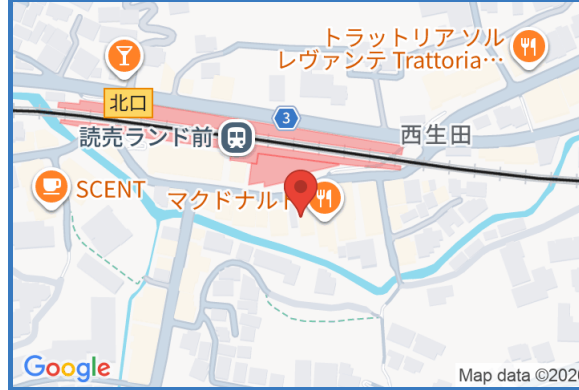 トラットリア ソル
レヴァンテ Trattoria…
北口
3
読売ランド前
西生田
SCENT
マクドナルド
Google
Map data ©2026